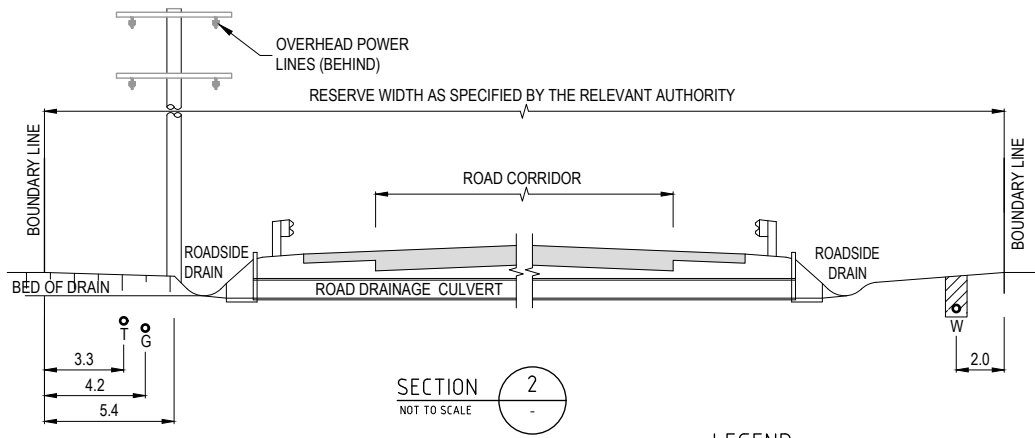 OVERHEAD POWER
LINES (BEHIND)
RESERVE WIDTH AS SPECIFIED BY THE RELEVANT AUTHORITY
BOUNDARY LINE
BOUNDARY LINE
ROAD CORRIDOR
ROADSIDE
DRAIN
ROADSIDE
DRAIN
BED OF DRAIN
ROAD DRAINAGE CULVERT
T
G
W
3.3
4.2
5.4
2.0
SECTION
NOT TO SCALE
2
-
LEGEND